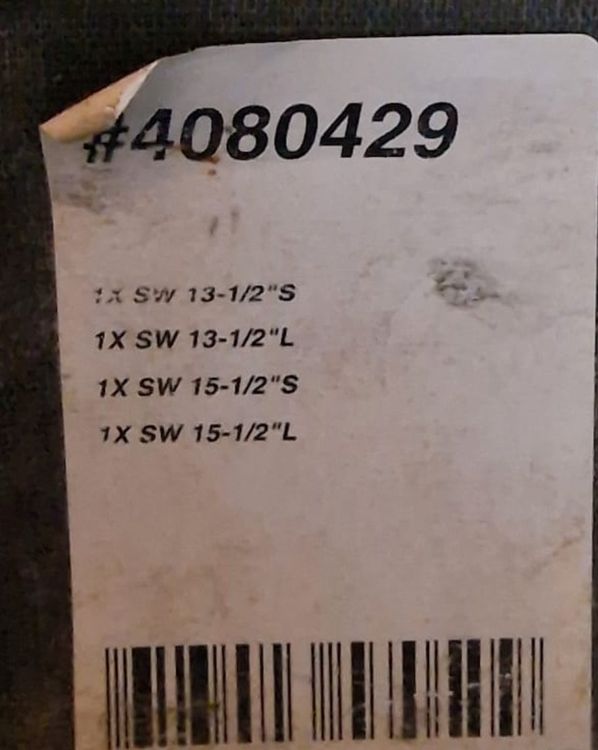 #4080429
1X SW 13-1/2"S
1X SW 13-1/2"L
1X SW 15-1/2"S
1X SW 15-1/2"L